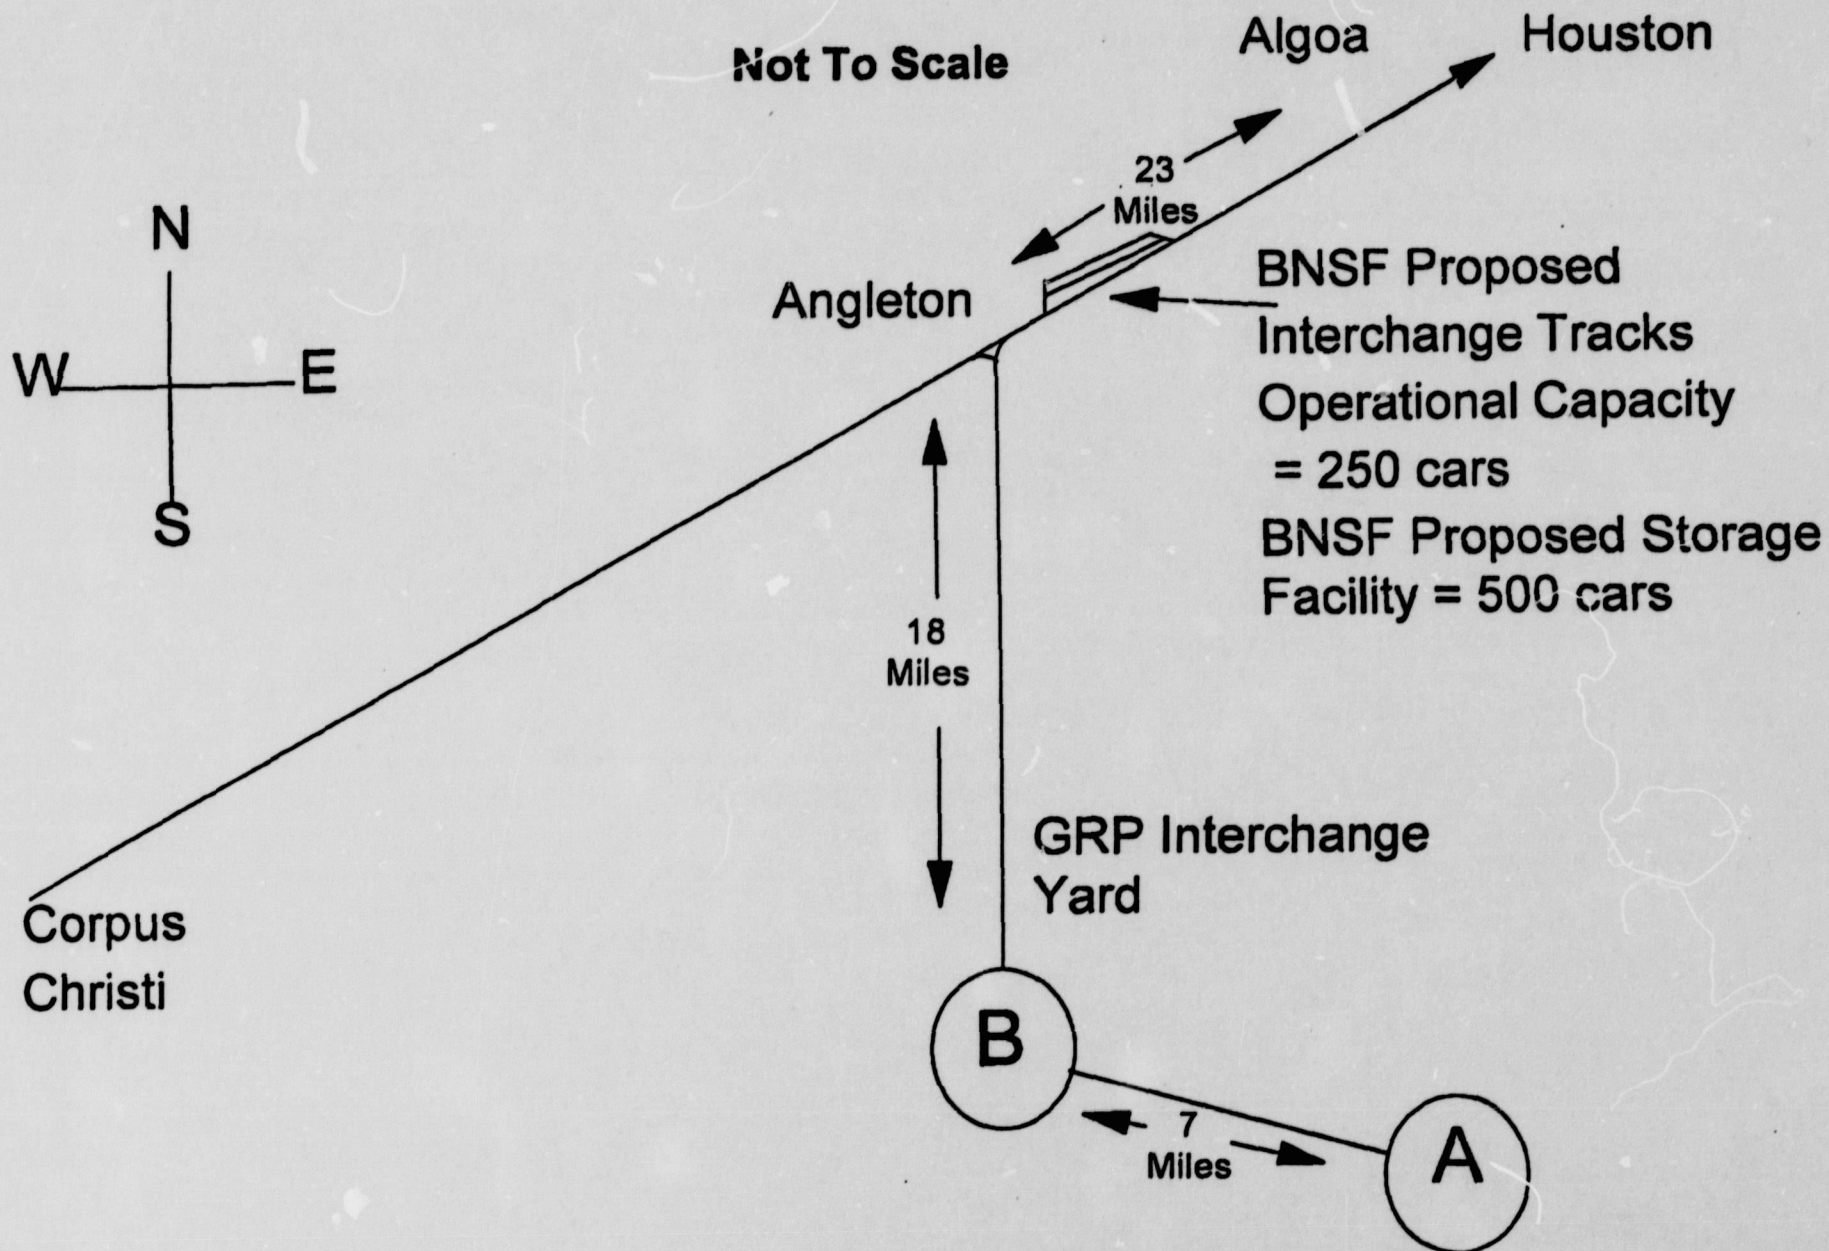 Not To Scale
Algoa
Houston
23
Miles
N
W
E
S
Angleton
BNSF Proposed
Interchange Tracks
Operational Capacity
= 250 cars
BNSF Proposed Storage
Facility = 500 cars
18
Miles
GRP Interchange
Yard
Corpus
Christi
B
7
Miles
A